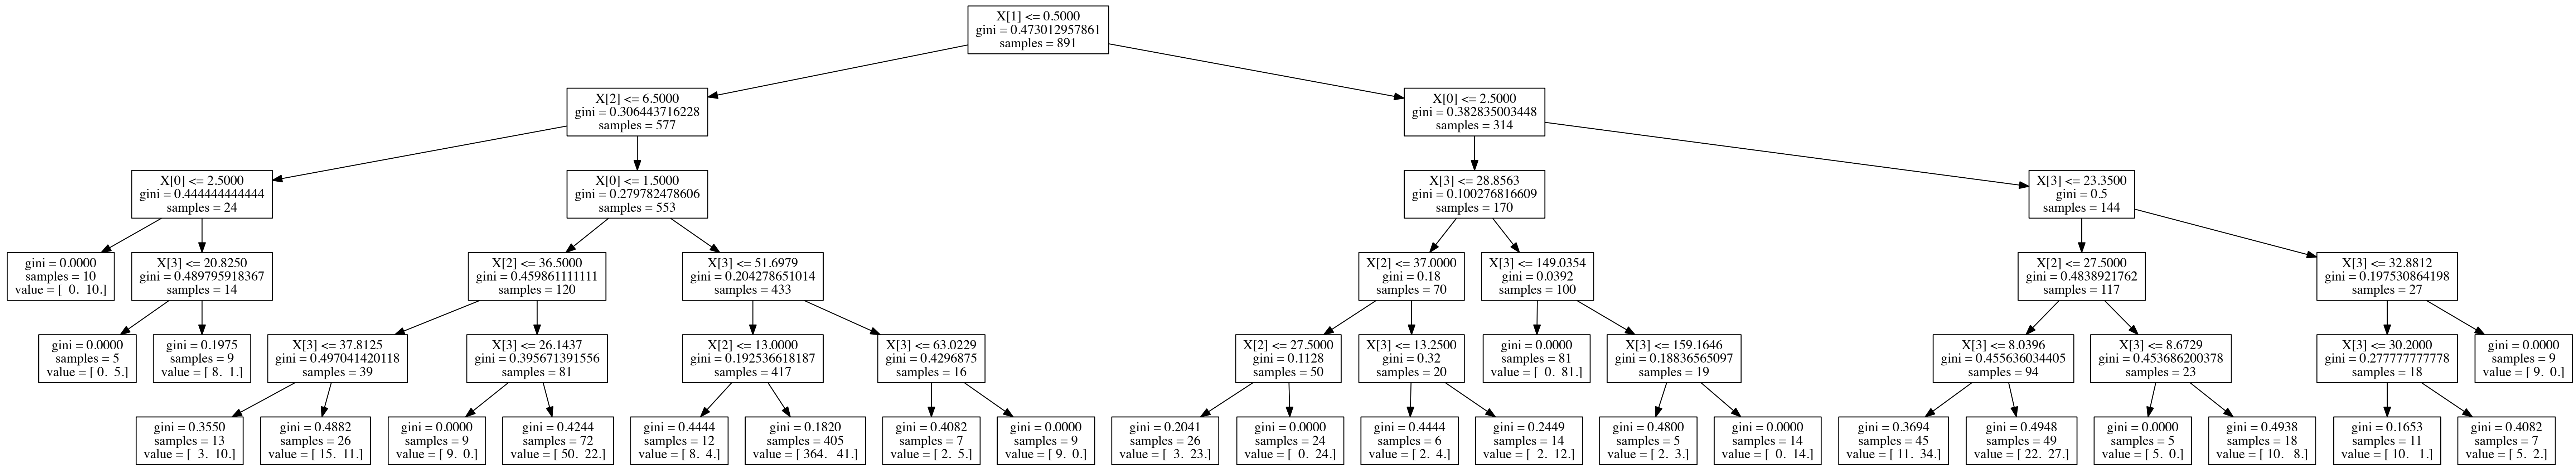 X[1] <= 0.5000
gini = 0.473012957861
samples = 891
X[2] <= 6.5000
gini = 0.306443716228
samples = 577
X[0] <= 2.5000
gini = 0.382835003448
samples = 314
X[0] <= 2.5000
gini = 0.444444444444
samples = 24
X[0] <= 1.5000
gini = 0.279782478606
samples = 553
X[3] <= 28.8563
gini = 0.100276816609
samples = 170
X[3] <= 23.3500
gini = 0.5
samples = 144
gini = 0.0000
samples = 10
value = [ 0. 10.]
X[3] <= 20.8250
gini = 0.489795918367
samples = 14
X[2] <= 36.5000
gini = 0.459861111111
samples = 120
X[3] <= 51.6979
gini = 0.204278651014
samples = 433
X[2] <= 37.0000
gini = 0.18
samples = 70
X[3] <= 149.0354
gini = 0.0392
samples = 100
X[2] <= 27.5000
gini = 0.4838921762
samples = 117
X[3] <= 32.8812
gini = 0.197530864198
samples = 27
gini = 0.0000
samples = 5
value = [ 0. 5.]
gini = 0.1975
samples = 9
value = [ 8. 1.]
X[3] <= 37.8125
gini = 0.497041420118
samples = 39
X[3] <= 26.1437
gini = 0.395671391556
samples = 81
X[2] <= 13.0000
gini = 0.192536618187
samples = 417
X[3] <= 63.0229
gini = 0.4296875
samples = 16
X[2] <= 27.5000
gini = 0.1128
samples = 50
X[3] <= 13.2500
gini = 0.32
samples = 20
gini = 0.0000
samples = 81
value = [ 0. 81.]
X[3] <= 159.1646
gini = 0.18836565097
samples = 19
X[3] <= 8.0396
gini = 0.455636034405
samples = 94
X[3] <= 8.6729
gini = 0.453686200378
samples = 23
X[3] <= 30.2000
gini = 0.277777777778
samples = 18
gini = 0.0000
samples = 9
value = [ 9. 0.]
gini = 0.3550
samples = 13
value = [ 3. 10.]
gini = 0.4882
samples = 26
value = [ 15. 11.]
gini = 0.0000
samples = 9
value = [ 9. 0.]
gini = 0.4244
samples = 72
value = [ 50. 22.]
gini = 0.4444
samples = 12
value = [ 8. 4.]
gini = 0.1820
samples = 405
value = [ 364. 41.]
gini = 0.4082
samples = 7
value = [ 2. 5.]
gini = 0.0000
samples = 9
value = [ 9. 0.]
gini = 0.2041
samples = 26
value = [ 3. 23.]
gini = 0.0000
samples = 24
value = [ 0. 24.]
gini = 0.4444
samples = 6
value = [ 2. 4.]
gini = 0.2449
samples = 14
value = [ 2. 12.]
gini = 0.4800
samples = 5
value = [ 2. 3.]
gini = 0.0000
samples = 14
value = [ 0. 14.]
gini = 0.3694
samples = 45
value = [ 11. 34.]
gini = 0.4948
samples = 49
value = [ 22. 27.]
gini = 0.0000
samples = 5
value = [ 5. 0.]
gini = 0.4938
samples = 18
value = [ 10. 8.]
gini = 0.1653
samples = 11
value = [ 10. 1.]
gini = 0.4082
samples = 7
value = [ 5. 2.]